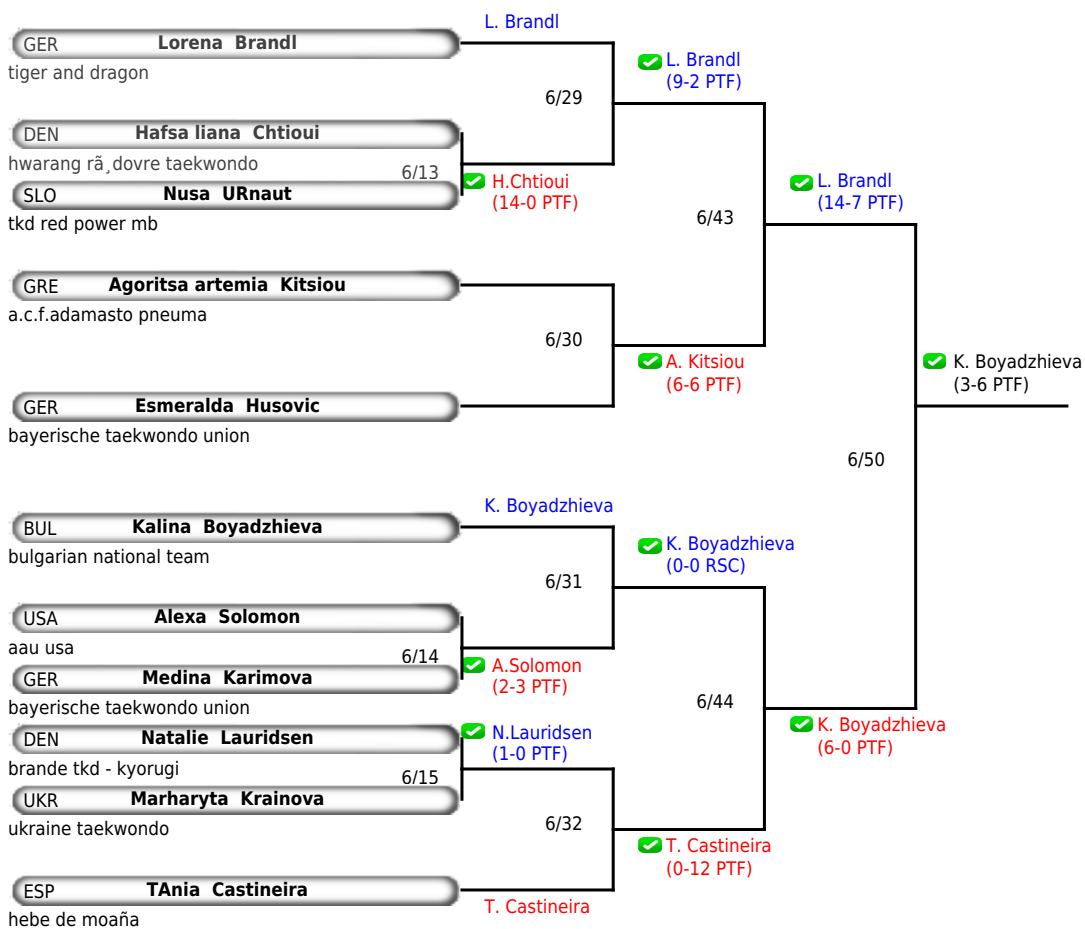 L. Brandl
GER Lorena Brandl
tiger and dragon
L. Brandl
(9-2 PTF)
6/29
DEN Hafsa liana Chtioui
hwarang rã¸dovre taekwondo
6/13
H.Chtioui
(14-0 PTF)
SLO Nusa URnaut
tkd red power mb
L. Brandl
(14-7 PTF)
6/43
GRE Agoritsa artemia Kitsiou
a.c.f.adamasto pneuma
6/30
A. Kitsiou
(6-6 PTF)
K. Boyadzhieva
(3-6 PTF)
GER Esmeralda Husovic
bayerische taekwondo union
6/50
K. Boyadzhieva
BUL Kalina Boyadzhieva
bulgarian national team
K. Boyadzhieva
(0-0 RSC)
6/31
USA Alexa Solomon
aau usa
6/14
A.Solomon
(2-3 PTF)
GER Medina Karimova
bayerische taekwondo union
6/44
K. Boyadzhieva
(6-0 PTF)
DEN Natalie Lauridsen
N.Lauridsen
(1-0 PTF)
brande tkd - kyorugi
6/15
UKR Marharyta Krainova
ukraine taekwondo
6/32
T. Castineira
(0-12 PTF)
ESP TAnia Castineira
T. Castineira
hebe de moaña